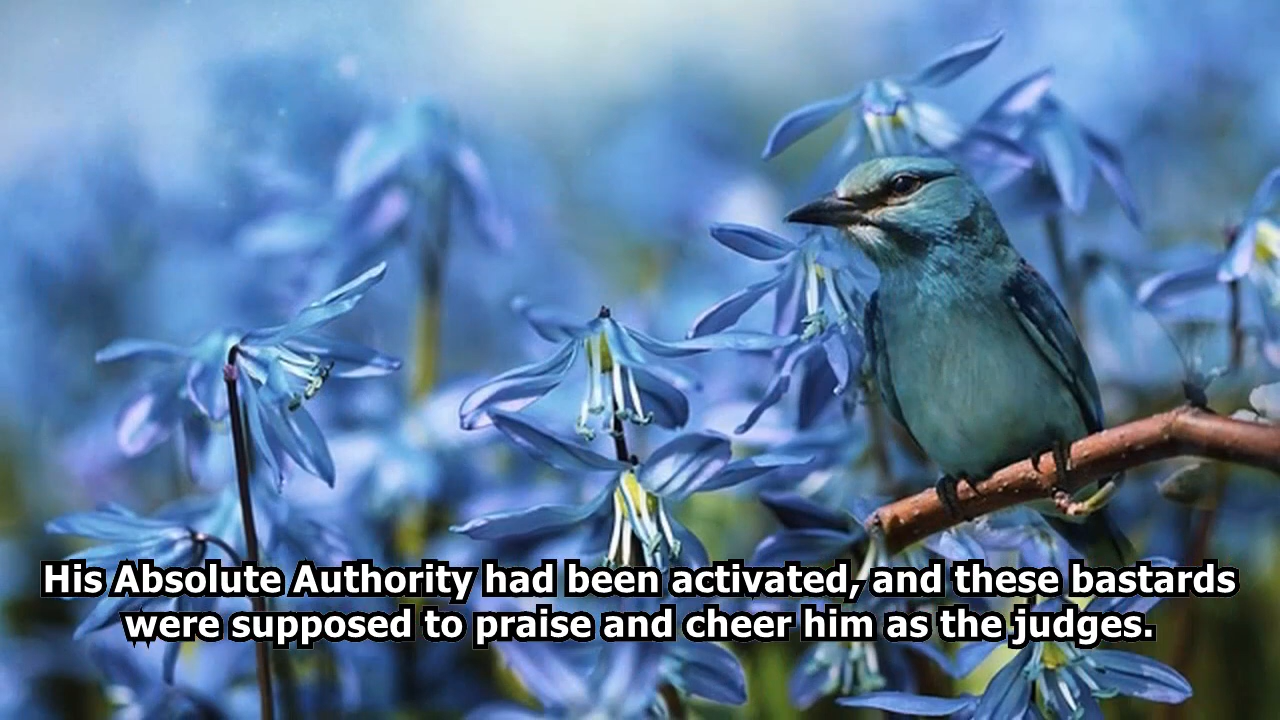 His Absolute Authority had been activated, and these bastards
were supposed to praise and cheer him as the judges.